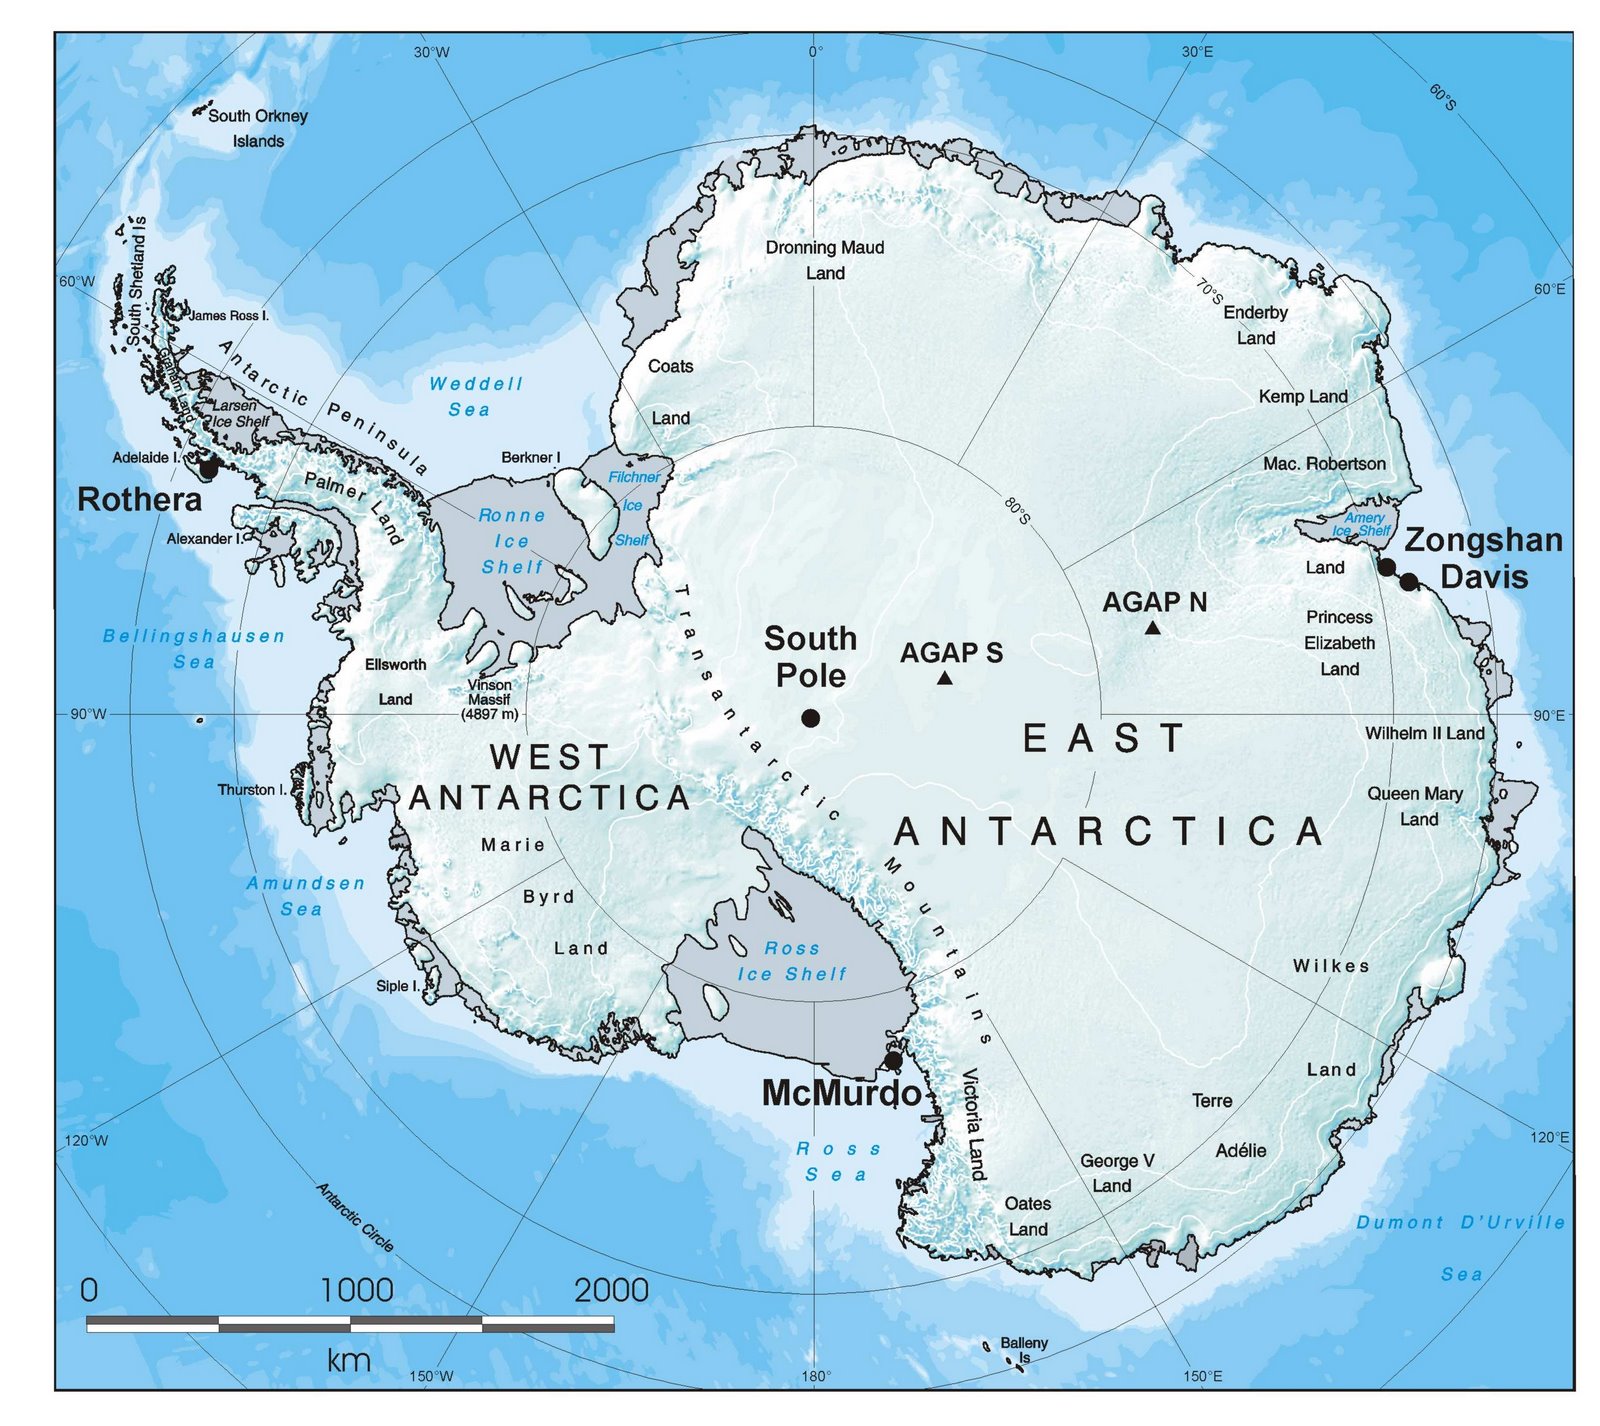 30°W
0°
30°E
60°S
South Orkney
Islands
60°W
South Shetland Is
James Ross I.
Graham Land
Antarctic Peninsula
Larsen
Ice Shelf
Adelaide I.
Rothera
Palmer Land
Alexander I.
Weddell
Sea
Dronning Maud
Land
Coats
Land
Berkner I
Filchner
Ice
Shelf
Ronne
Ice
Shelf
70°S
60°E
Enderby
Land
Kemp Land
Mac. Robertson
Land
Amery
Ice Shelf
80°S
Zongshan
Davis
Princess
Elizabeth
Land
AGAP N
AGAP S
South
Pole
Bellingshausen
Sea
Ellsworth
Land
Vinson
Massif
(4897 m)
90°W
90°E
Transantarctic Mountains
WEST
ANTARCTICA
EAST
ANTARCTICA
Wilhelm II Land
Queen Mary
Land
Thurston I.
Marie
Byrd
Land
Amundsen
Sea
Siple I.
Ross
Ice Shelf
Wilkes
Land
McMurdo
Victoria Land
Ross
Sea
Terre
Adélie
George V
Land
Oates
Land
120°W
120°E
Antarctic Circle
Dumont D'Urville
Sea
0 1000 2000
km
Balleny
Is
150°W
180°
150°E